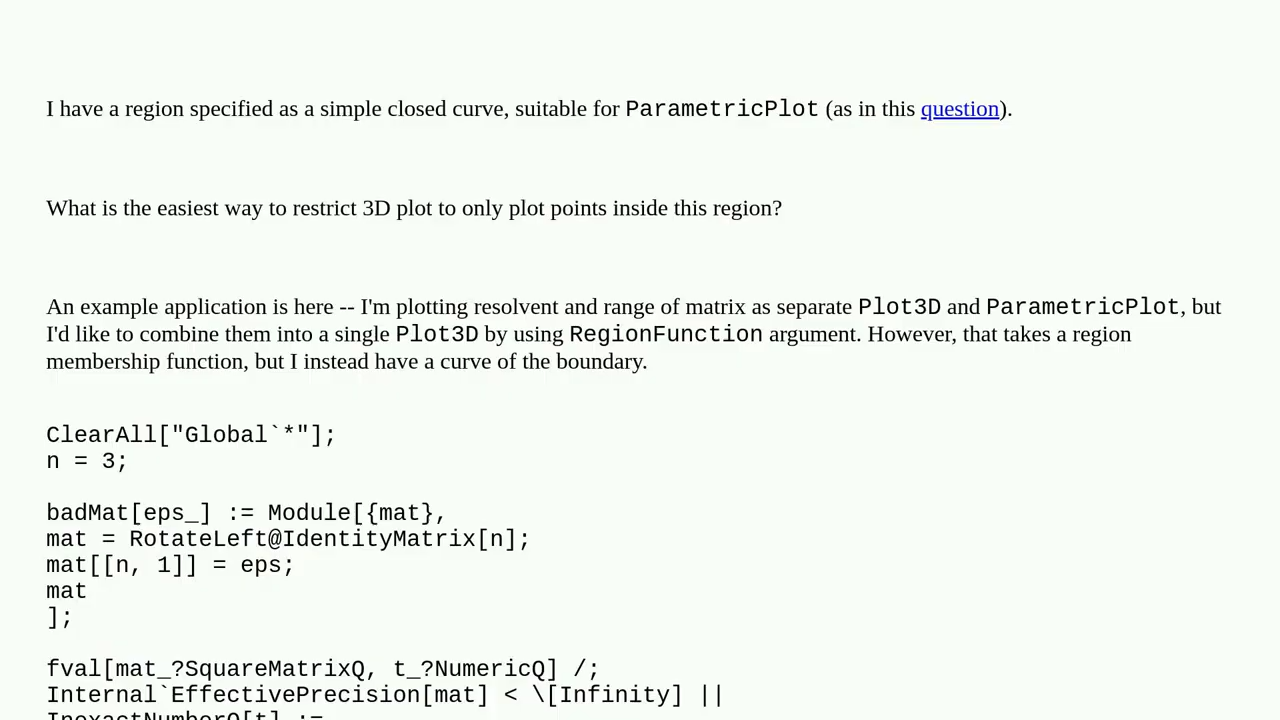 I have a region specified as a simple closed curve, suitable for ParametricPlot (as in this question).
What is the easiest way to restrict 3D plot to only plot points inside this region?
An example application is here -- I'm plotting resolvent and range of matrix as separate Plot3D and ParametricPlot, but
I'd like to combine them into a single Plot3D by using RegionFunction argument. However, that takes a region
membership function, but I instead have a curve of the boundary.
ClearAll["Global`*"];
n = 3;
badMat[eps_] := Module[{mat},
mat = RotateLeft@IdentityMatrix[n];
mat[[n, 1]] = eps;
mat
];
fval[mat_?SquareMatrixQ, t_?NumericQ] /;
Internal`EffectivePrecision[mat] < \[Infinity] ||
InexactNumberQ[t] :=